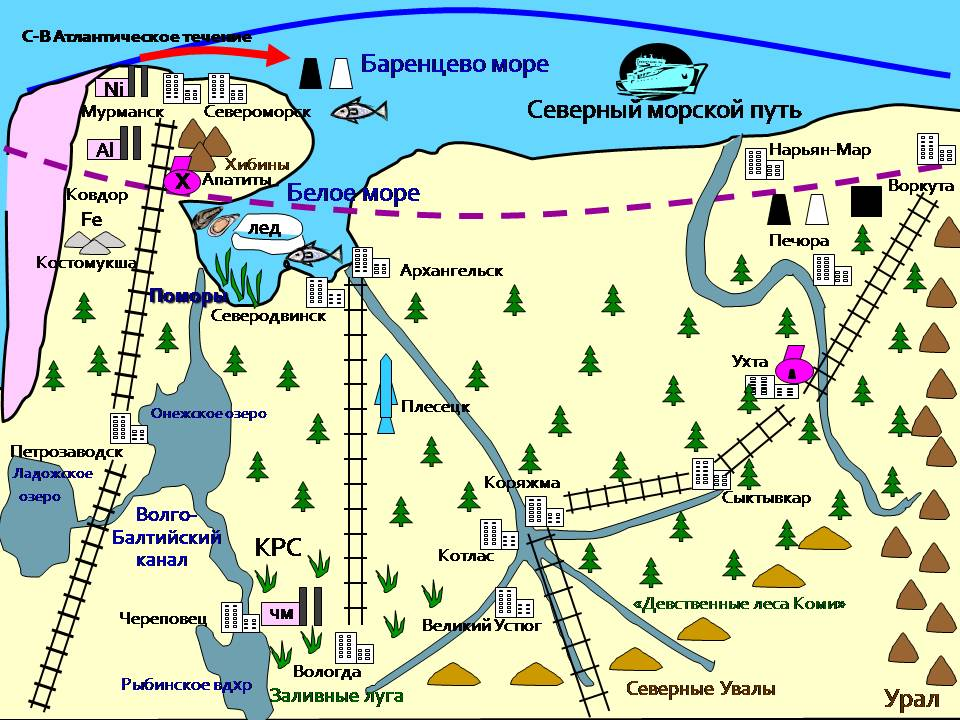 С-В Атлантическое течение
Баренцево море
Северный морской путь
Ni
Мурманск
Североморск
Al
Хибины
Х
Апатиты
Нарьян-Мар
Воркута
Ковдор
Fe
Белое море
лед
Печора
Костомукша
Архангельск
Поморы
Северодвинск
Ухта
Онежское озеро
Плесецк
Петрозаводск
Ладожское
озеро
Коряжма
Сыктывкар
Волго-
Балтийский
канал
КРС
Котлас
«Девственные леса Коми»
Череповец
чм
Великий Устюг
Вологда
Рыбинское вдхр
Заливные луга
Северные Увалы
Урал